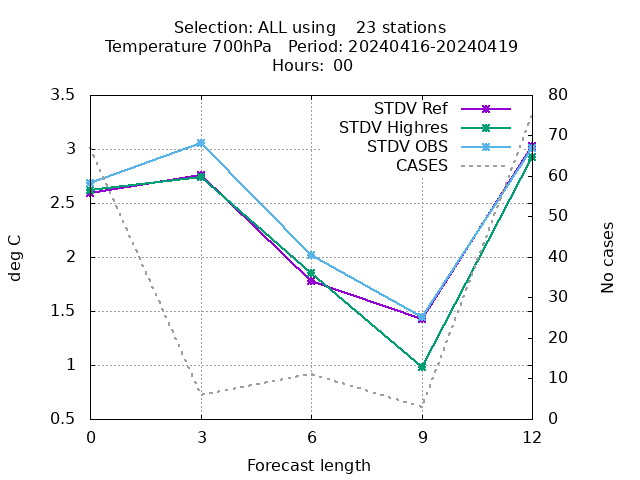 Selection: ALL using    23 stations
Temperature 700hPa   Period: 20240416-20240419
Hours:  00
3.5
3
2.5
2
1.5
1
0.5
80
70
60
50
40
30
20
10
0
deg C
No cases
STDV Ref
STDV Highres
STDV OBS
CASES
0
3
6
9
12
Forecast length